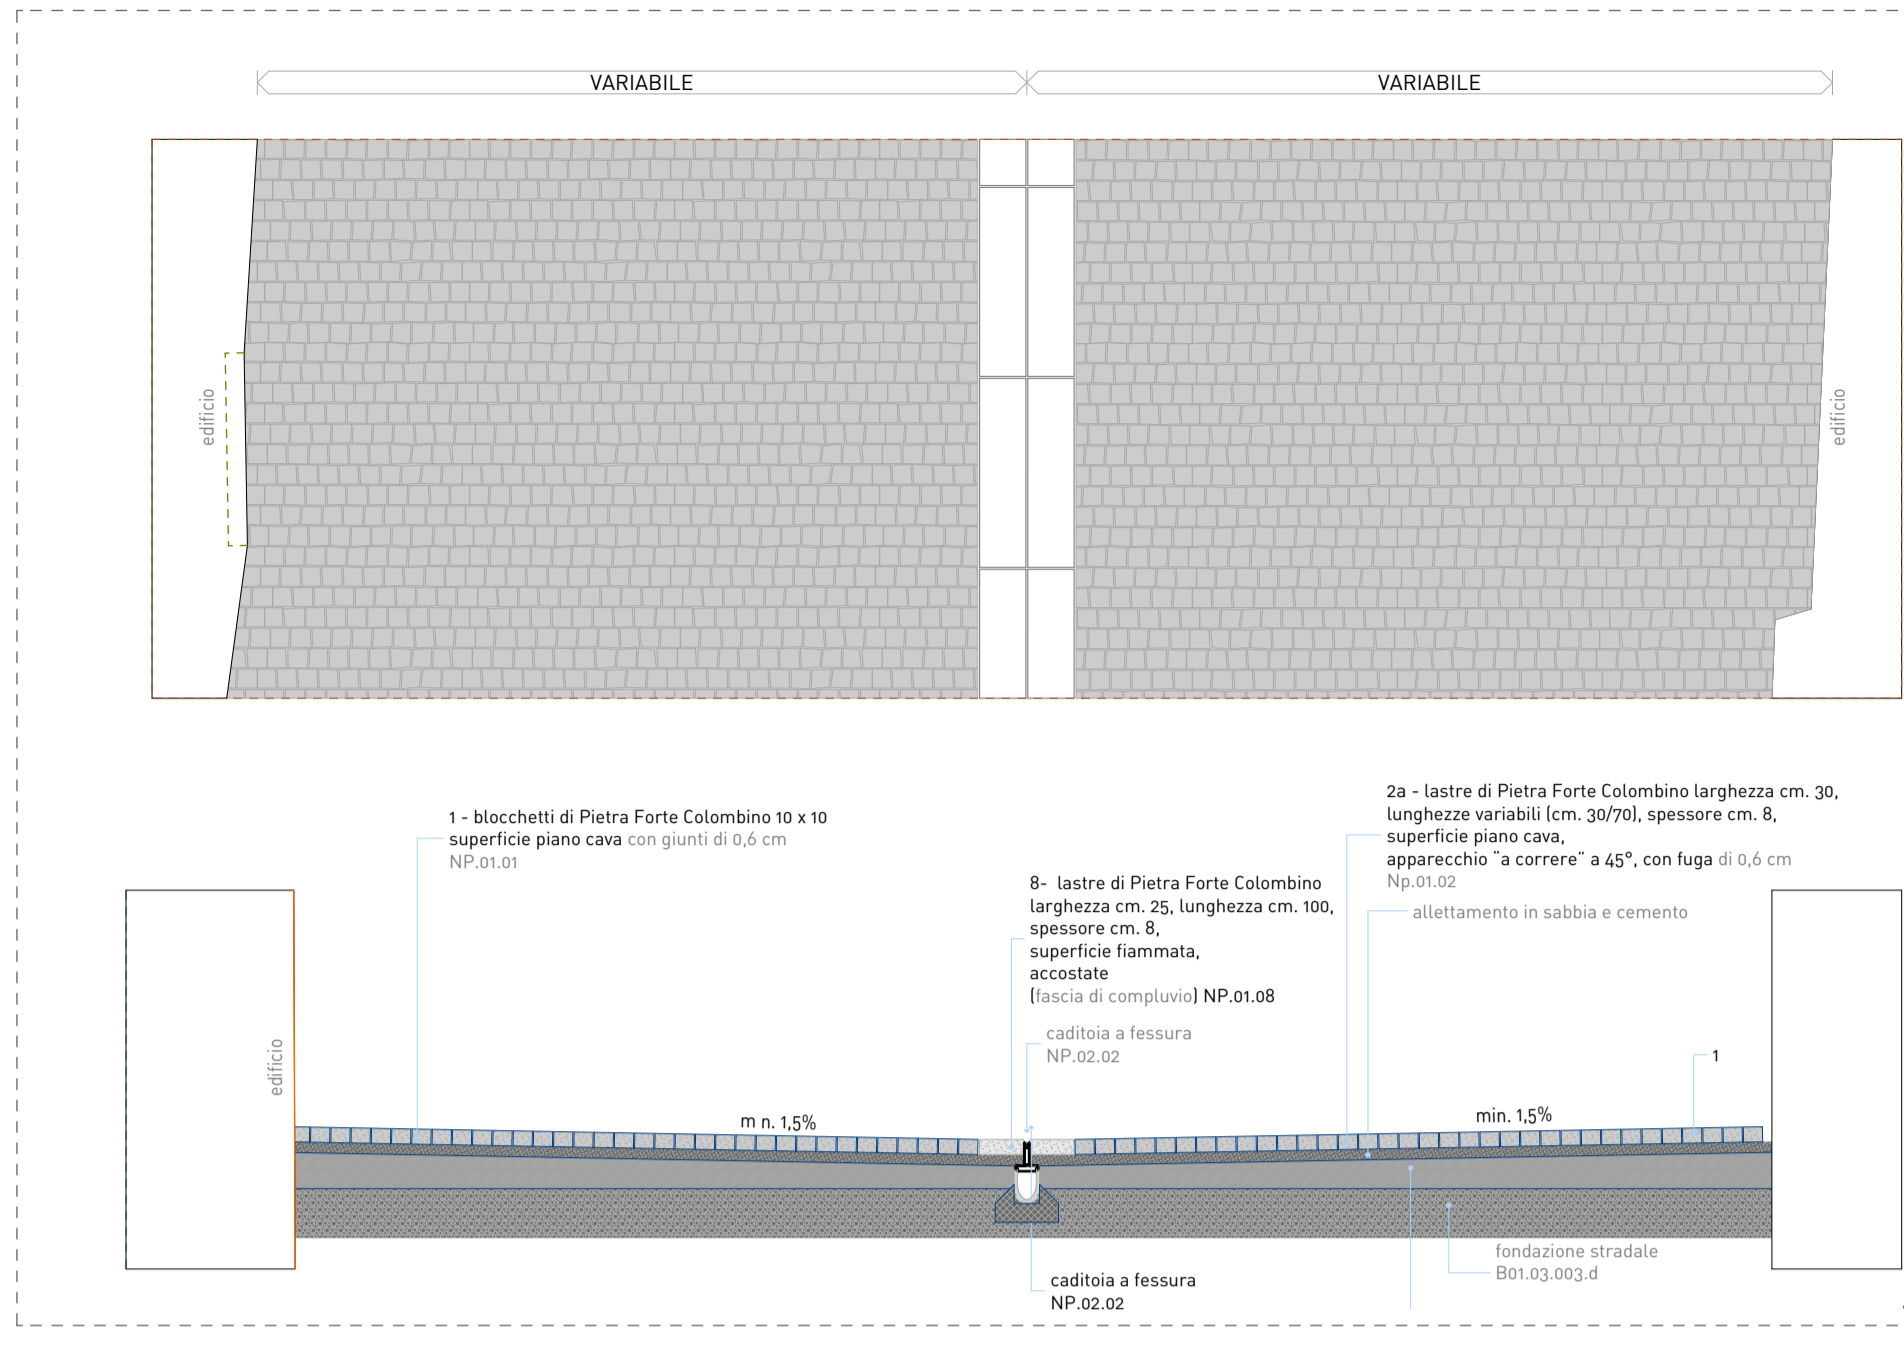 VARIABILE
VARIABILE
edificio
edificio
1 - blocchetti di Pietra Forte Colombino 10 x 10
superficie piano cava con giunti di 0,6 cm
NP.01.01
2a - lastre di Pietra Forte Colombino larghezza cm. 30,
lunghezze variabili (cm. 30/70), spessore cm. 8,
superficie piano cava,
apparecchio "a correre" a 45°, con fuga di 0,6 cm
Np.01.02
allettamento in sabbia e cemento
8- lastre di Pietra Forte Colombino
larghezza cm. 25, lunghezza cm. 100,
spessore cm. 8,
superficie fiammata,
accostate
(fascia di compluvio) NP.01.08
caditoia a fessura
NP.02.02
1
edificio
m n. 1,5%
min. 1,5%
fondazione stradale
B01.03.003.d
caditoia a fessura
NP.02.02